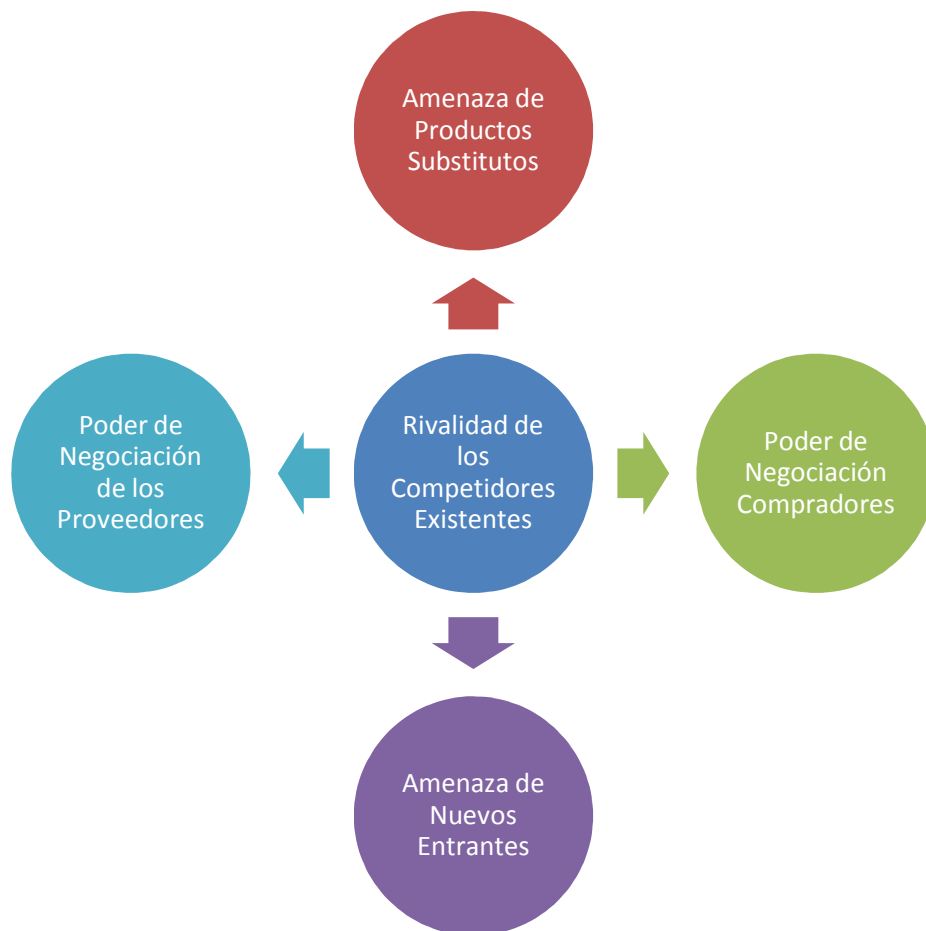 Amenaza de
Productos
Substitutos
Poder de
Negociación
de los
Proveedores
Rivalidad de
los
Competidores
Existentes
Poder de
Negociación
Compradores
Amenaza de
Nuevos
Entrantes